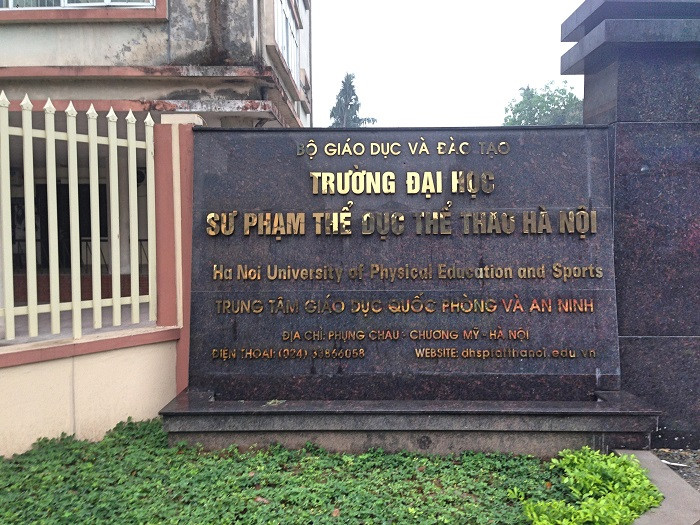 BỘ GIÁO DỤC VÀ ĐÀO TẠO
TRƯỜNG ĐẠI HỌC
SƯ PHẠM THỂ DỤC THỂ THAO HÀ NỘI
Ha Noi University of Physical Education and Sports
TRUNG TÂM GIÁO DỤC QUỐC PHÒNG VÀ AN NINH
ĐỊA CHỈ: PHỤNG CHÂU - CHƯƠNG MỸ - HÀ NỘI
ĐIỆN THOẠI: (024) 33866058 WEBSITE: dhsptdtthanoi.edu.vn